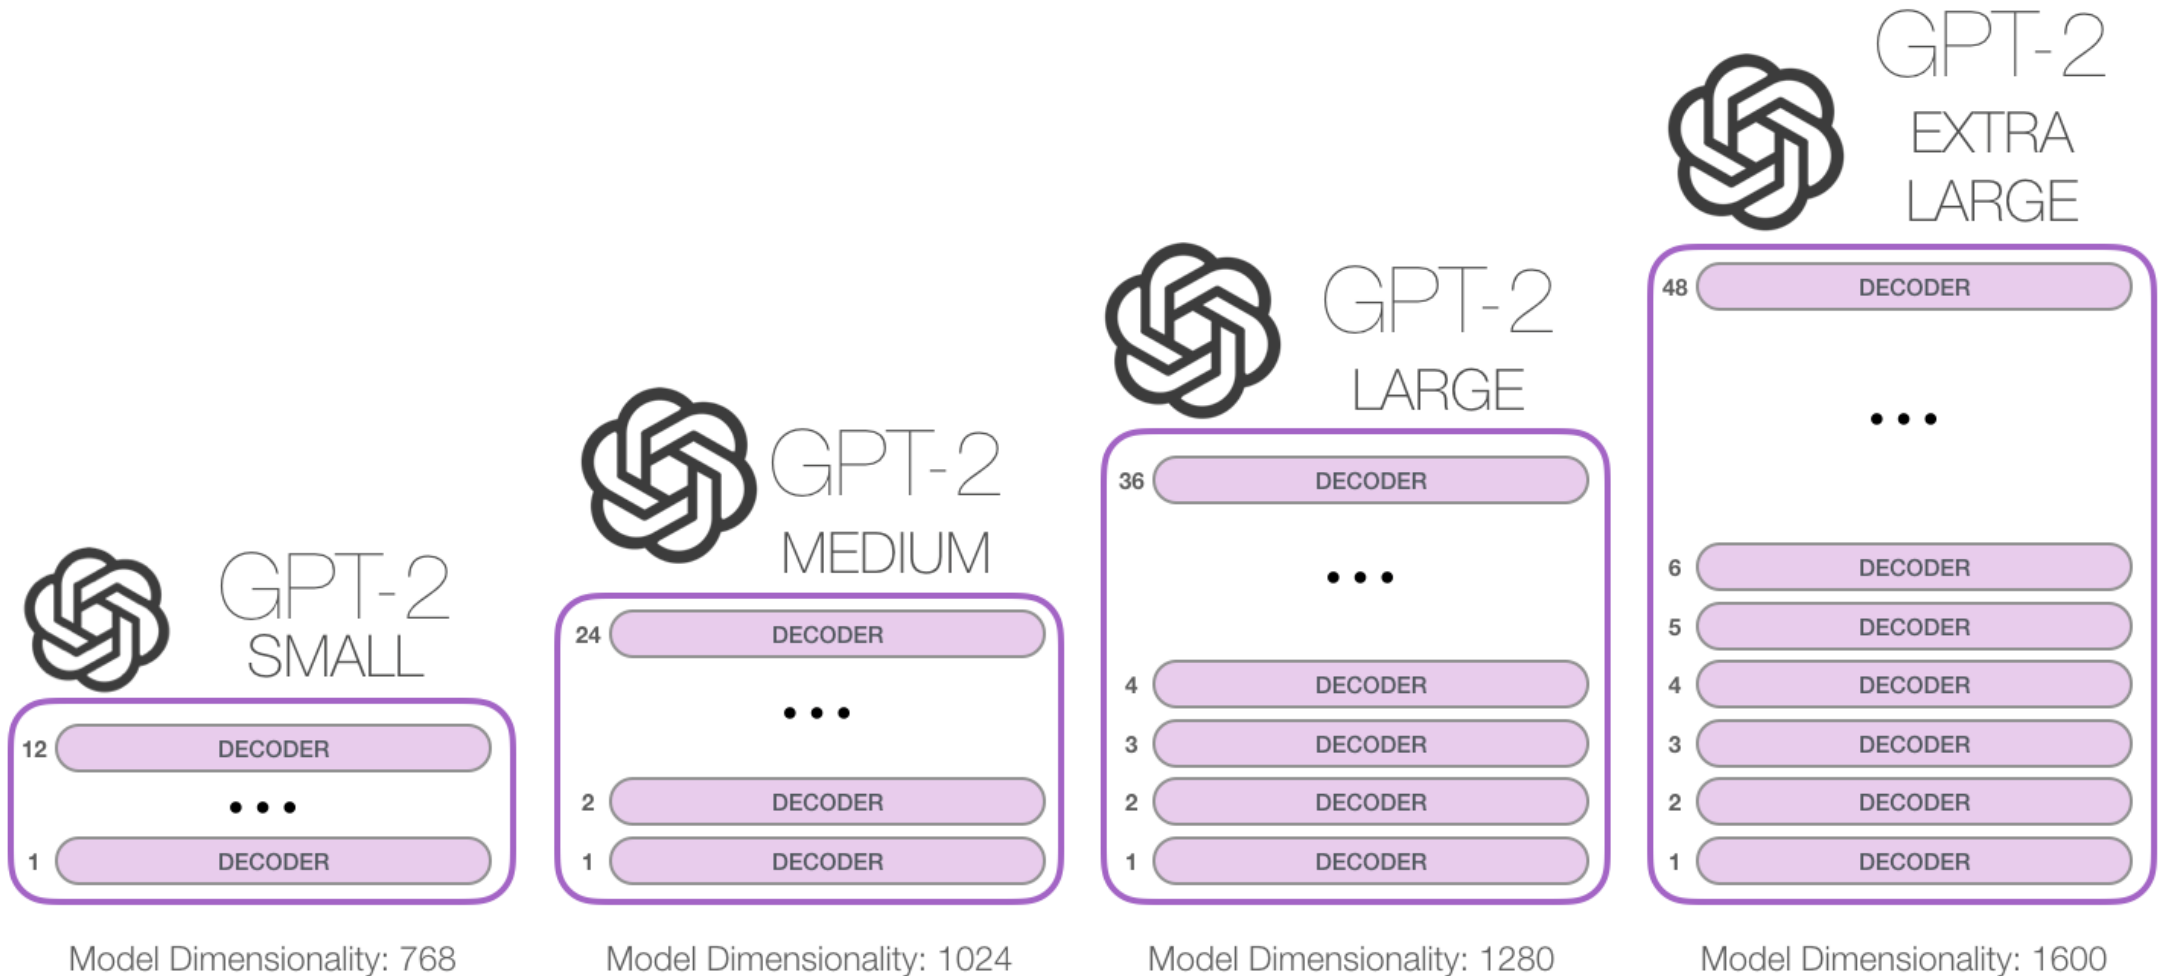 GPT-2
SMALL
12 DECODER
1 DECODER
Model Dimensionality: 768
GPT-2
MEDIUM
24 DECODER
2 DECODER
1 DECODER
Model Dimensionality: 1024
GPT-2
LARGE
36 DECODER
4 DECODER
3 DECODER
2 DECODER
1 DECODER
Model Dimensionality: 1280
GPT-2
EXTRA
LARGE
48 DECODER
6 DECODER
5 DECODER
4 DECODER
3 DECODER
2 DECODER
1 DECODER
Model Dimensionality: 1600